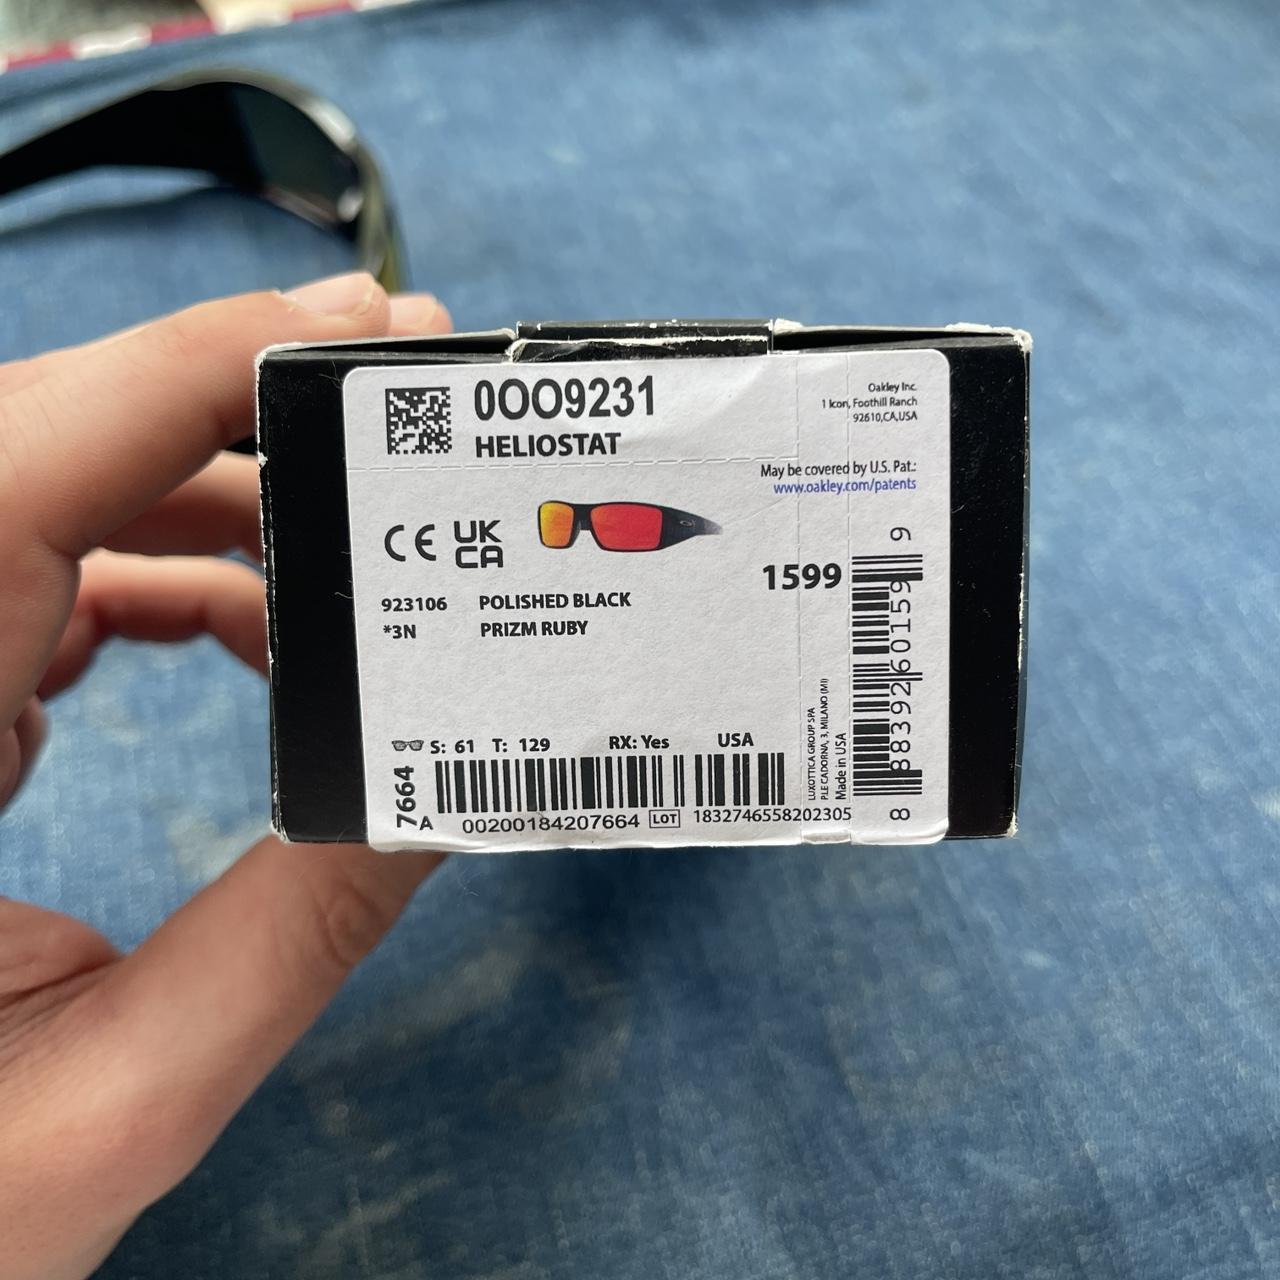 0OO9231
HELIOSTAT
Oakley Inc.
1 Icon, Foothill Ranch
92610,CA,USA
May be covered by U.S. Pat.:
www.oakley.com/patents
CE UK
CA
1599
923106 POLISHED BLACK
*3N PRIZM RUBY
S: 61 T: 129 RX: Yes USA
7664
A
00200184207664 LOT 1832746558202305
LUXOTTICA GROUP SPA
P.LE CADORNA, 3, MILANO (MI)
Made in USA
8 883926015999